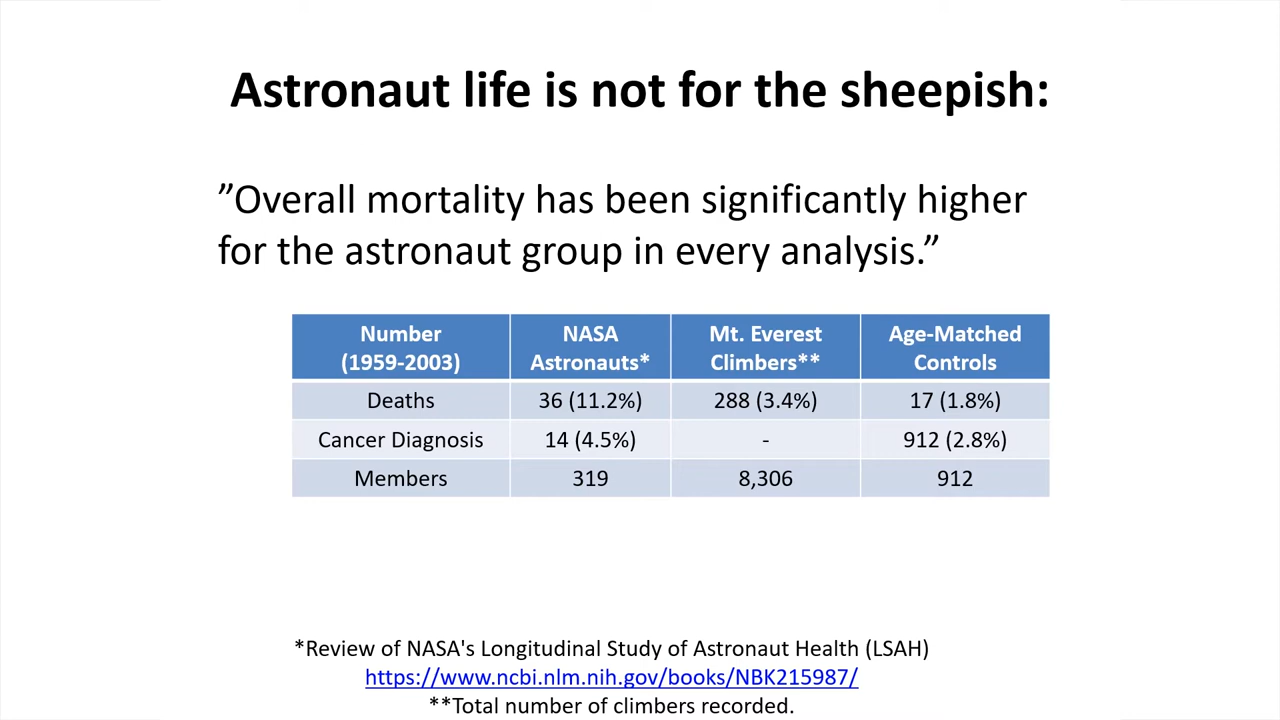 Astronaut life is not for the sheepish:
”Overall mortality has been significantly higher
for the astronaut group in every analysis.”
Number (1959-2003) NASA Astronauts* Mt. Everest Climbers** Age-Matched Controls
Deaths 36 (11.2%) 288 (3.4%) 17 (1.8%)
Cancer Diagnosis 14 (4.5%) - 912 (2.8%)
Members 319 8,306 912
*Review of NASA's Longitudinal Study of Astronaut Health (LSAH)
https://www.ncbi.nlm.nih.gov/books/NBK215987/
**Total number of climbers recorded.